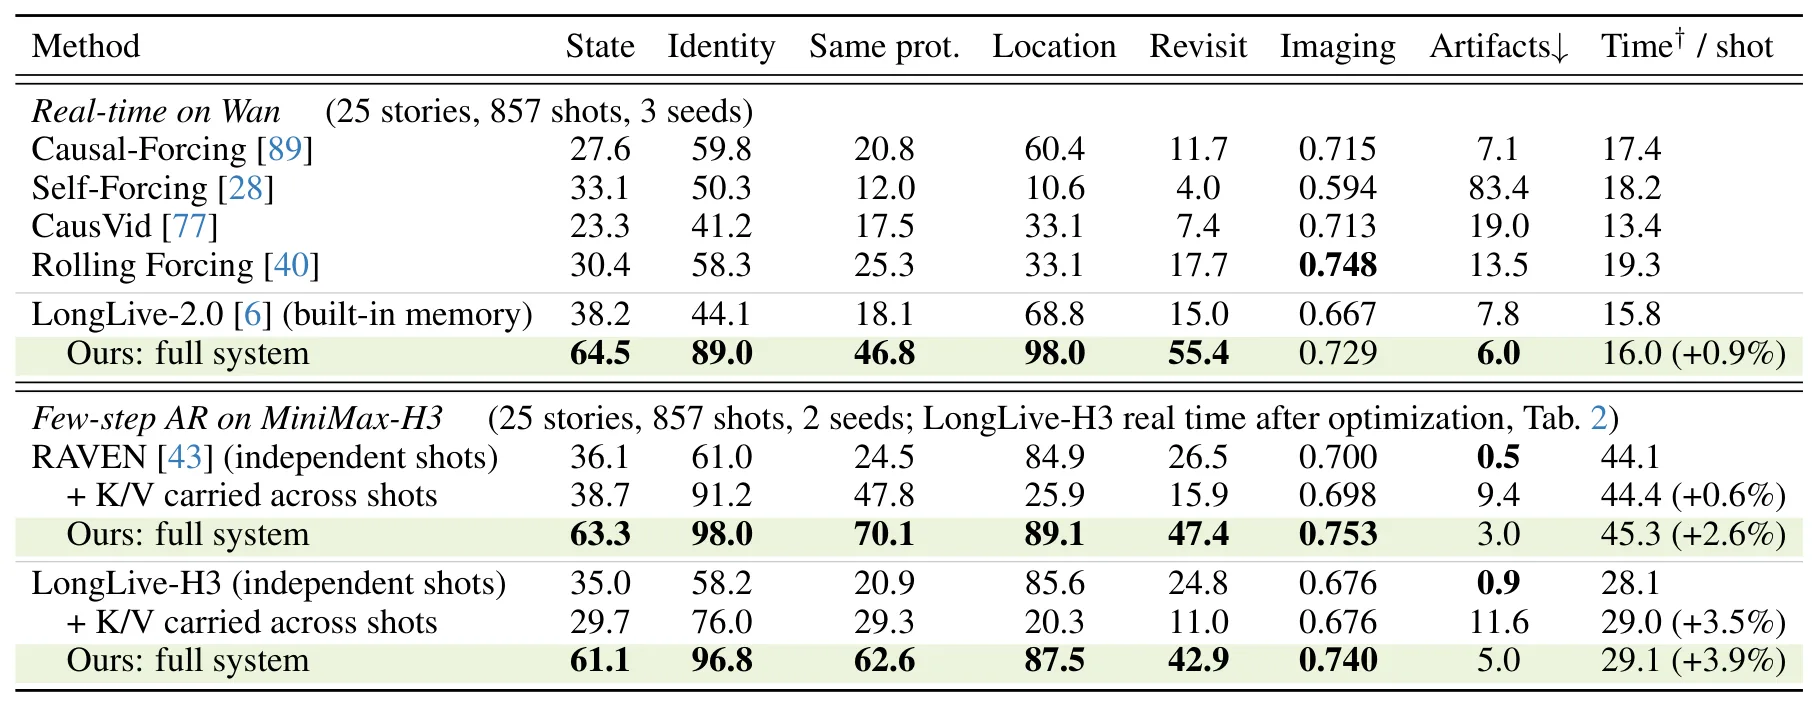 Method State Identity Same prot. Location Revisit Imaging Artifacts↓ Time† / shot
Real-time on Wan (25 stories, 857 shots, 3 seeds)
Causal-Forcing [89] 27.6 59.8 20.8 60.4 11.7 0.715 7.1 17.4
Self-Forcing [28] 33.1 50.3 12.0 10.6 4.0 0.594 83.4 18.2
CausVid [77] 23.3 41.2 17.5 33.1 7.4 0.713 19.0 13.4
Rolling Forcing [40] 30.4 58.3 25.3 33.1 17.7 0.748 13.5 19.3
LongLive-2.0 [6] (built-in memory) 38.2 44.1 18.1 68.8 15.0 0.667 7.8 15.8
Ours: full system 64.5 89.0 46.8 98.0 55.4 0.729 6.0 16.0 (+0.9%)
Few-step AR on MiniMax-H3 (25 stories, 857 shots, 2 seeds; LongLive-H3 real time after optimization, Tab. 2)
RAVEN [43] (independent shots) 36.1 61.0 24.5 84.9 26.5 0.700 0.5 44.1
+ K/V carried across shots 38.7 91.2 47.8 25.9 15.9 0.698 9.4 44.4 (+0.6%)
Ours: full system 63.3 98.0 70.1 89.1 47.4 0.753 3.0 45.3 (+2.6%)
LongLive-H3 (independent shots) 35.0 58.2 20.9 85.6 24.8 0.676 0.9 28.1
+ K/V carried across shots 29.7 76.0 29.3 20.3 11.0 0.676 11.6 29.0 (+3.5%)
Ours: full system 61.1 96.8 62.6 87.5 42.9 0.740 5.0 29.1 (+3.9%)